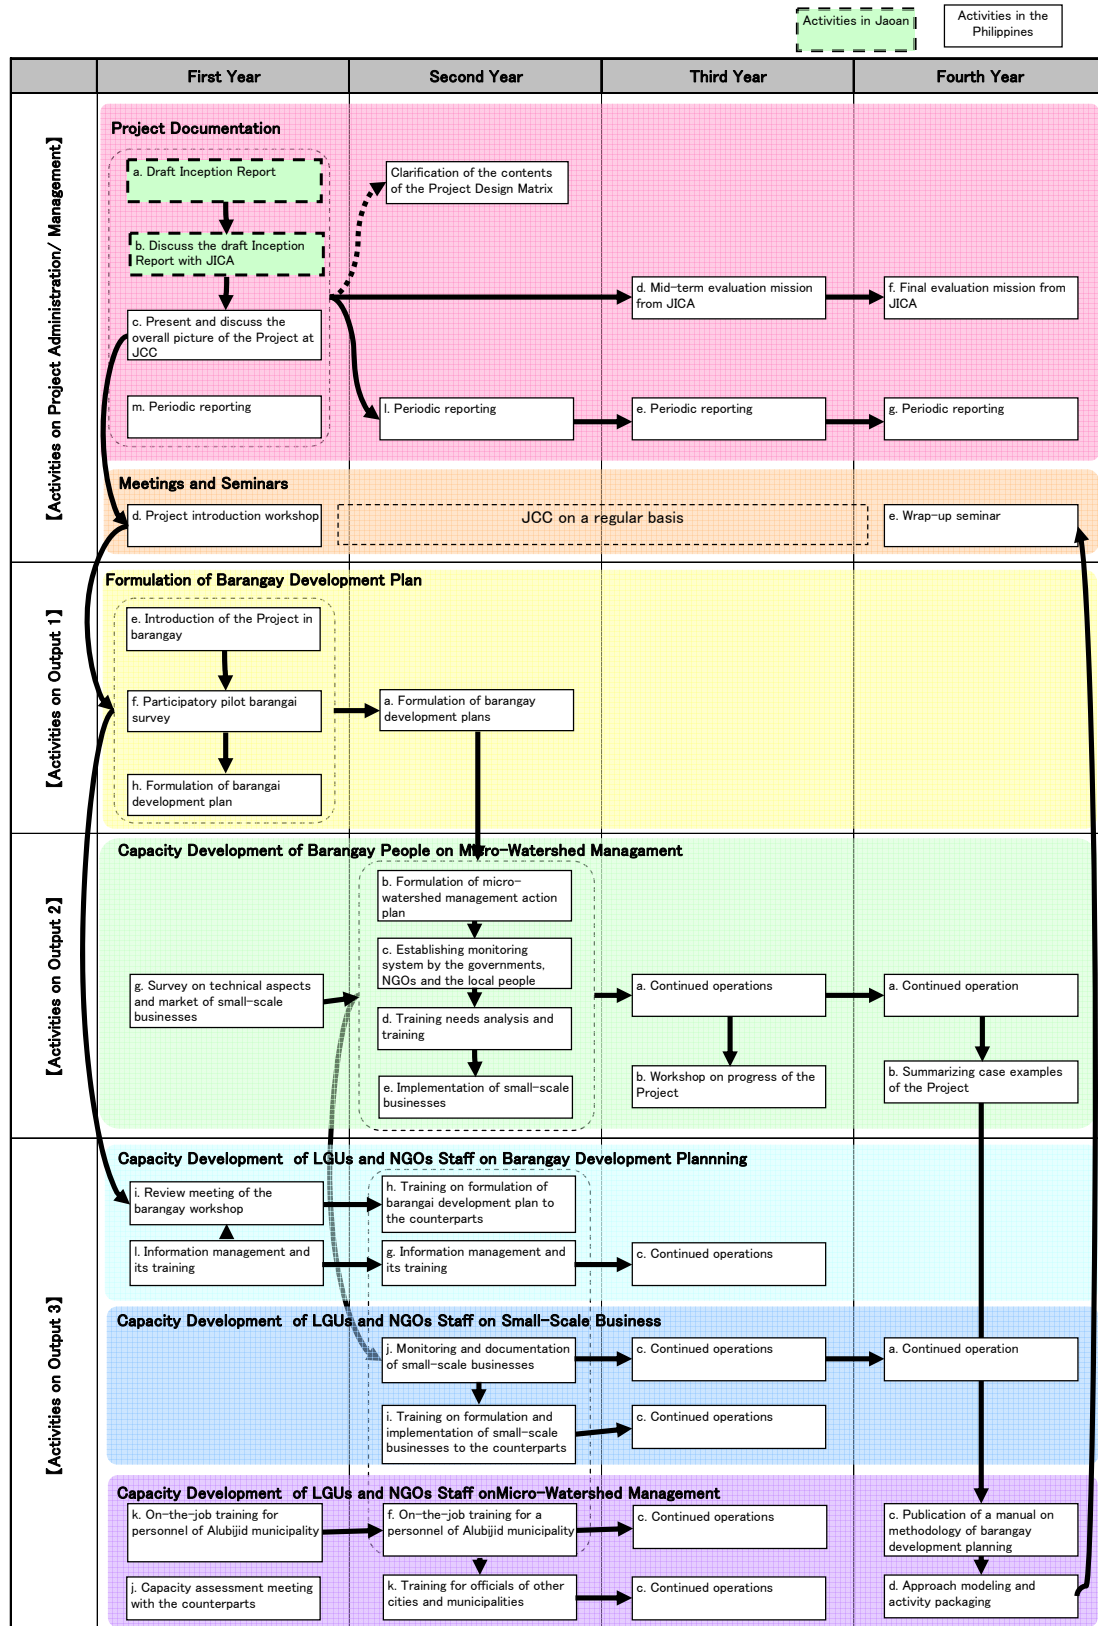 Activities in Jaoan
Activities in the
Philippines
First Year
Second Year
Third Year
Fourth Year
【Activities on Project Administration/ Management】
Project Documentation
a. Draft Inception Report
Clarification of the contents
of the Project Design Matrix
b. Discuss the draft Inception
Report with JICA
d. Mid-term evaluation mission
from JICA
f. Final evaluation mission from
JICA
c. Present and discuss the
overall picture of the Project at
JCC
m. Periodic reporting
l. Periodic reporting
e. Periodic reporting
g. Periodic reporting
Meetings and Seminars
d. Project introduction workshop
JCC on a regular basis
e. Wrap-up seminar
【Activities on Output 1】
Formulation of Barangay Development Plan
e. Introduction of the Project in
barangay
f. Participatory pilot barangai
survey
a. Formulation of barangay
development plans
h. Formulation of barangai
development plan
【Activities on Output 2】
Capacity Development of Barangay People on Micro-Watershed Managament
b. Formulation of micro-
watershed management action
plan
c. Establishing monitoring
system by the governments,
NGOs and the local people
g. Survey on technical aspects
and market of small-scale
businesses
a. Continued operations
a. Continued operation
d. Training needs analysis and
training
b. Workshop on progress of the
Project
b. Summarizing case examples
of the Project
e. Implementation of small-scale
businesses
【Activities on Output 3】
Capacity Development of LGUs and NGOs Staff on Barangay Development Plannning
i. Review meeting of the
barangay workshop
h. Training on formulation of
barangai development plan to
the counterparts
l. Information management and
its training
g. Information management and
its training
c. Continued operations
Capacity Development of LGUs and NGOs Staff on Small-Scale Business
j. Monitoring and documentation
of small-scale businesses
c. Continued operations
a. Continued operation
i. Training on formulation and
implementation of small-scale
businesses to the counterparts
c. Continued operations
Capacity Development of LGUs and NGOs Staff onMicro-Watershed Management
k. On-the-job training for
personnel of Alubijid municipality
f. On-the-job training for a
personnel of Alubijid municipality
c. Continued operations
c. Publication of a manual on
methodology of barangay
development planning
j. Capacity assessment meeting
with the counterparts
k. Training for officials of other
cities and municipalities
c. Continued operations
d. Approach modeling and
activity packaging